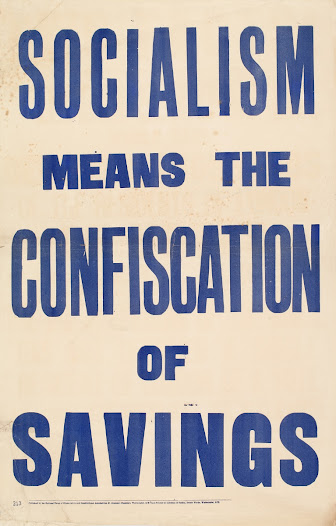 SOCIALISM
MEANS THE
CONFISCATION
OF
SAVINGS